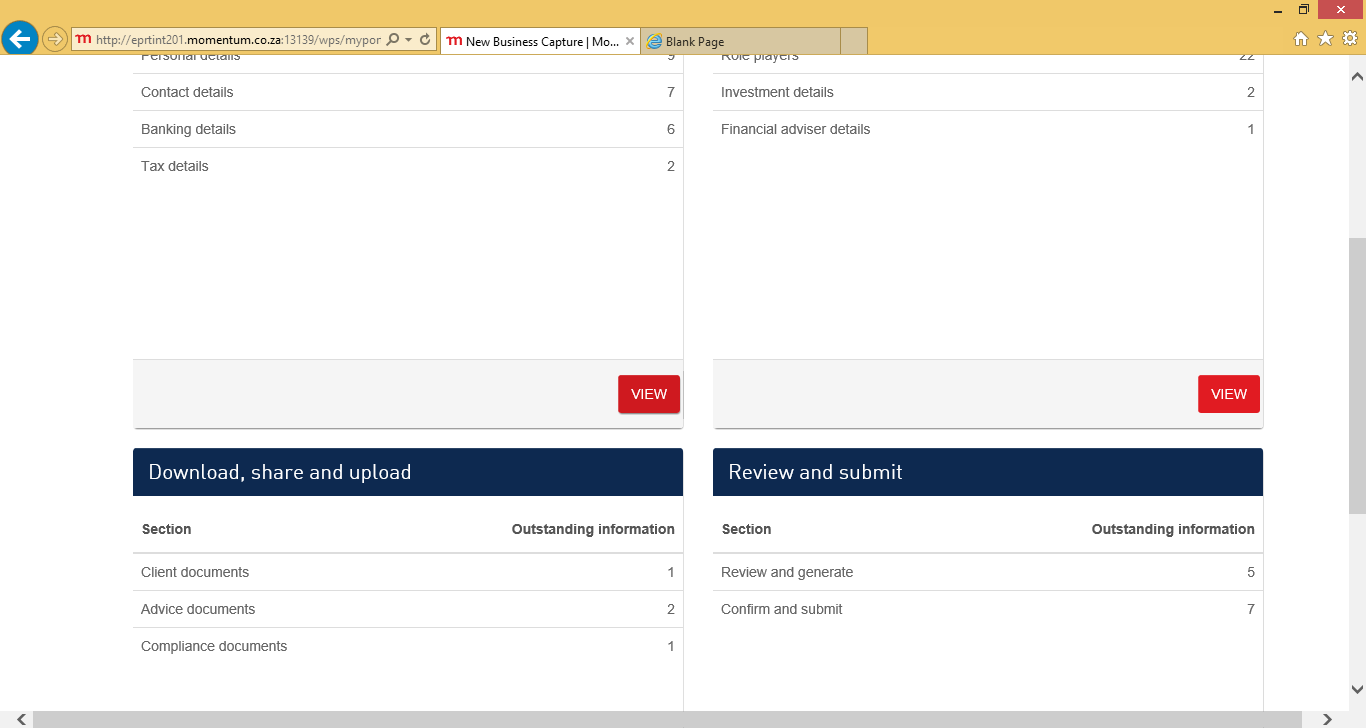 m http://eprtint201.momentum.co.za:13139/wps/mypor
m New Business Capture | Mo...
Blank Page
Personal details 9
Contact details 7
Banking details 6
Tax details 2
VIEW
Role players 22
Investment details 2
Financial adviser details 1
VIEW
Download, share and upload
Section Outstanding information
Client documents 1
Advice documents 2
Compliance documents 1
Review and submit
Section Outstanding information
Review and generate 5
Confirm and submit 7